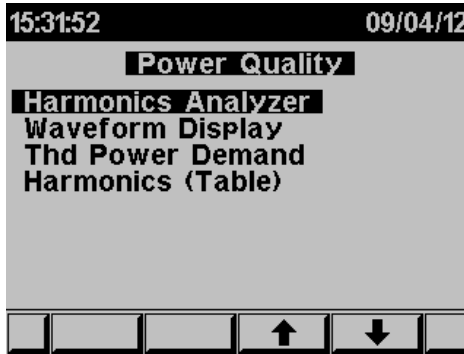 15:31:52 09/04/12
Power Quality
Harmonics Analyzer
Waveform Display
Thd Power Demand
Harmonics (Table)